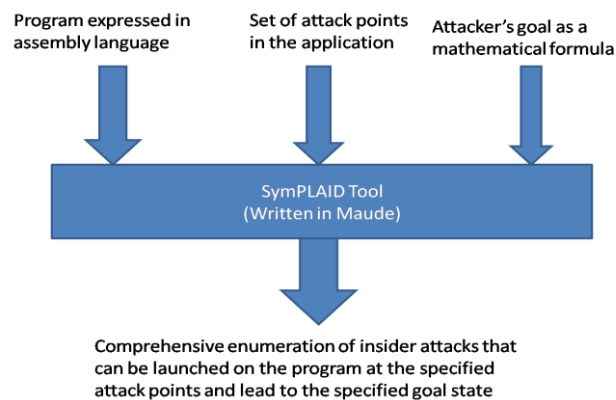 Program expressed in
assembly language
Set of attack points
in the application
Attacker's goal as a
mathematical formula
SymPLAID Tool
(Written in Maude)
Comprehensive enumeration of insider attacks that
can be launched on the program at the specified
attack points and lead to the specified goal state